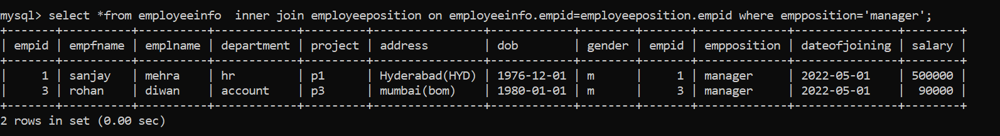 mysql> select *from employeeinfo  inner join employeeposition on employeeinfo.empid=employeeposition.empid where empposition='manager';
+-------+----------+----------+------------+---------+----------------+------------+--------+-------+-------------+---------------+--------+
| empid | empfname | emplname | department | project | address        | dob        | gender | empid | empposition | dateofjoining | salary |
+-------+----------+----------+------------+---------+----------------+------------+--------+-------+-------------+---------------+--------+
|     1 | sanjay   | mehra    | hr         | p1      | Hyderabad(HYD) | 1976-12-01 | m      |     1 | manager     | 2022-05-01    | 500000 |
|     3 | rohan    | diwan    | account    | p3      | mumbai(bom)    | 1980-01-01 | m      |     3 | manager     | 2022-05-01    |  90000 |
+-------+----------+----------+------------+---------+----------------+------------+--------+-------+-------------+---------------+--------+
2 rows in set (0.00 sec)